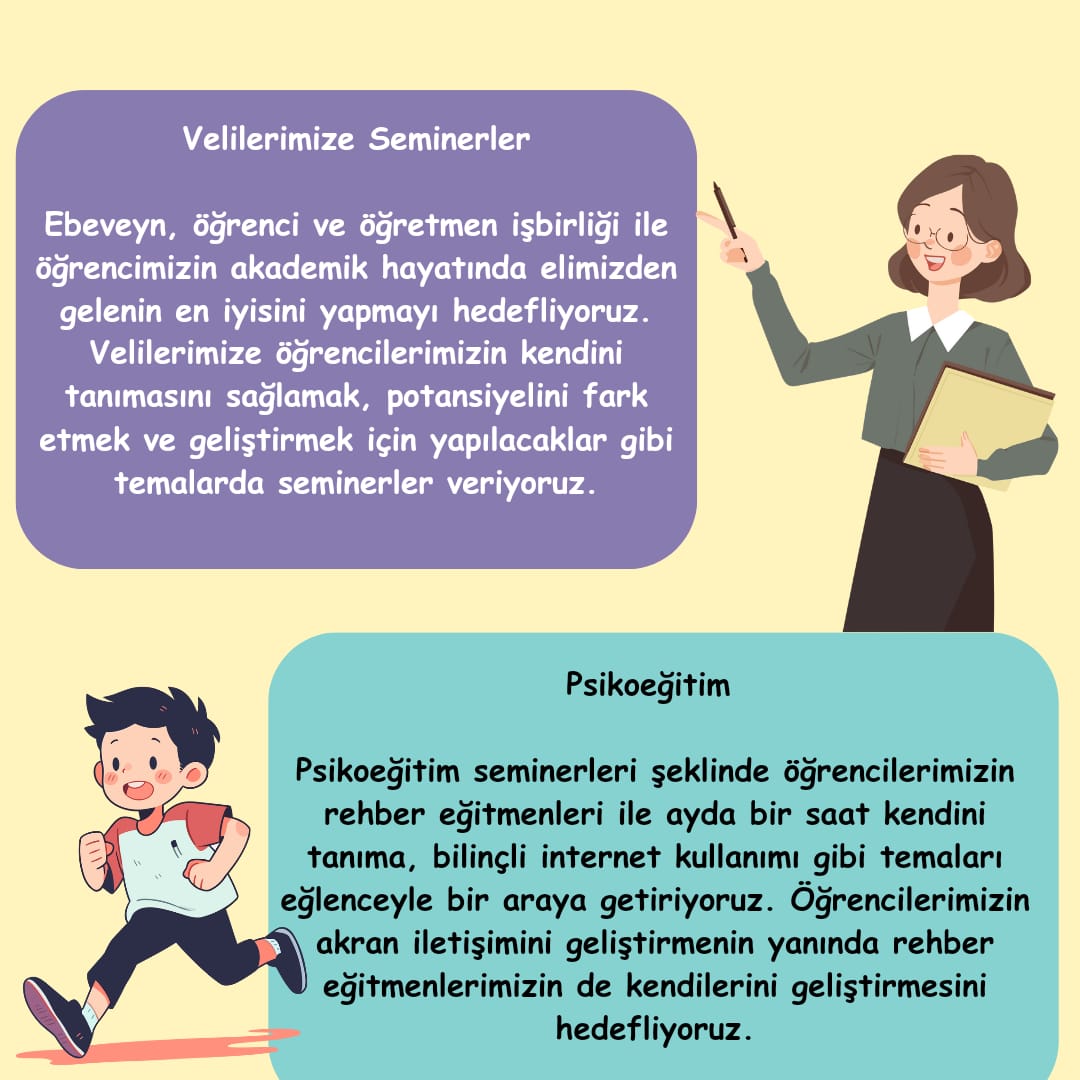 Velilerimize Seminerler
Ebeveyn, öğrenci ve öğretmen işbirliği ile
öğrencimizin akademik hayatında elimizden
gelenin en iyisini yapmayı hedefliyoruz.
Velilerimize öğrencilerimizin kendini
tanımasını sağlamak, potansiyelini fark
etmek ve geliştirmek için yapılacaklar gibi
temalarda seminerler veriyoruz.
Psikoeğitim
Psikoeğitim seminerleri şeklinde öğrencilerimizin
rehber eğitmenleri ile ayda bir saat kendini
tanıma, bilinçli internet kullanımı gibi temaları
eğlenceyle bir araya getiriyoruz. Öğrencilerimizin
akran iletişimini geliştirmenin yanında rehber
eğitmenlerimizin de kendilerini geliştirmesini
hedefliyoruz.